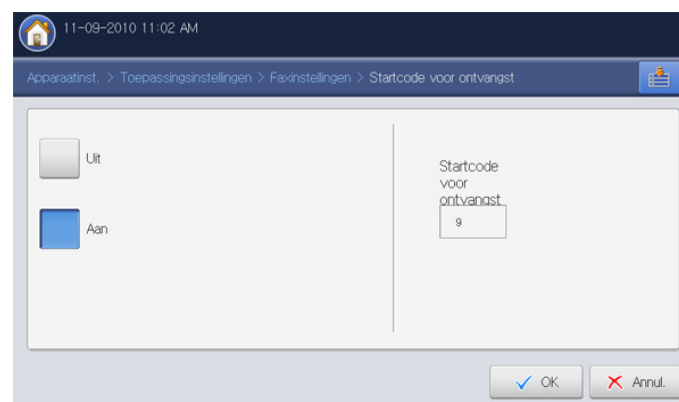 11-09-2010 11:02 AM
Apparaatinst. > Toepassingsinstellingen > Faxinstellingen > Startcode voor ontvangst
Uit
Aan
Startcode
voor
ontvangst
9
OK
Annul.